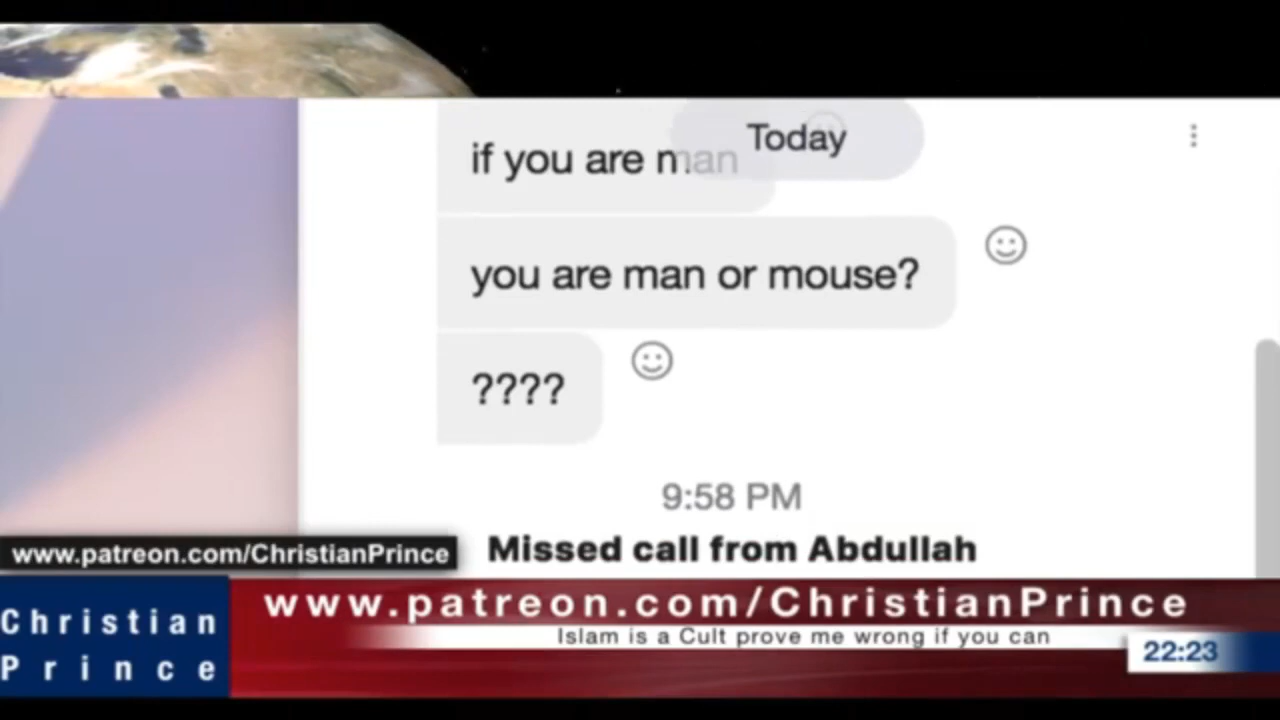 Today
if you are man
you are man or mouse?
????
9:58 PM
Missed call from Abdullah
www.patreon.com/ChristianPrince
www.patreon.com/ChristianPrince
Christian
Prince
Islam is a Cult prove me wrong if you can
22:23